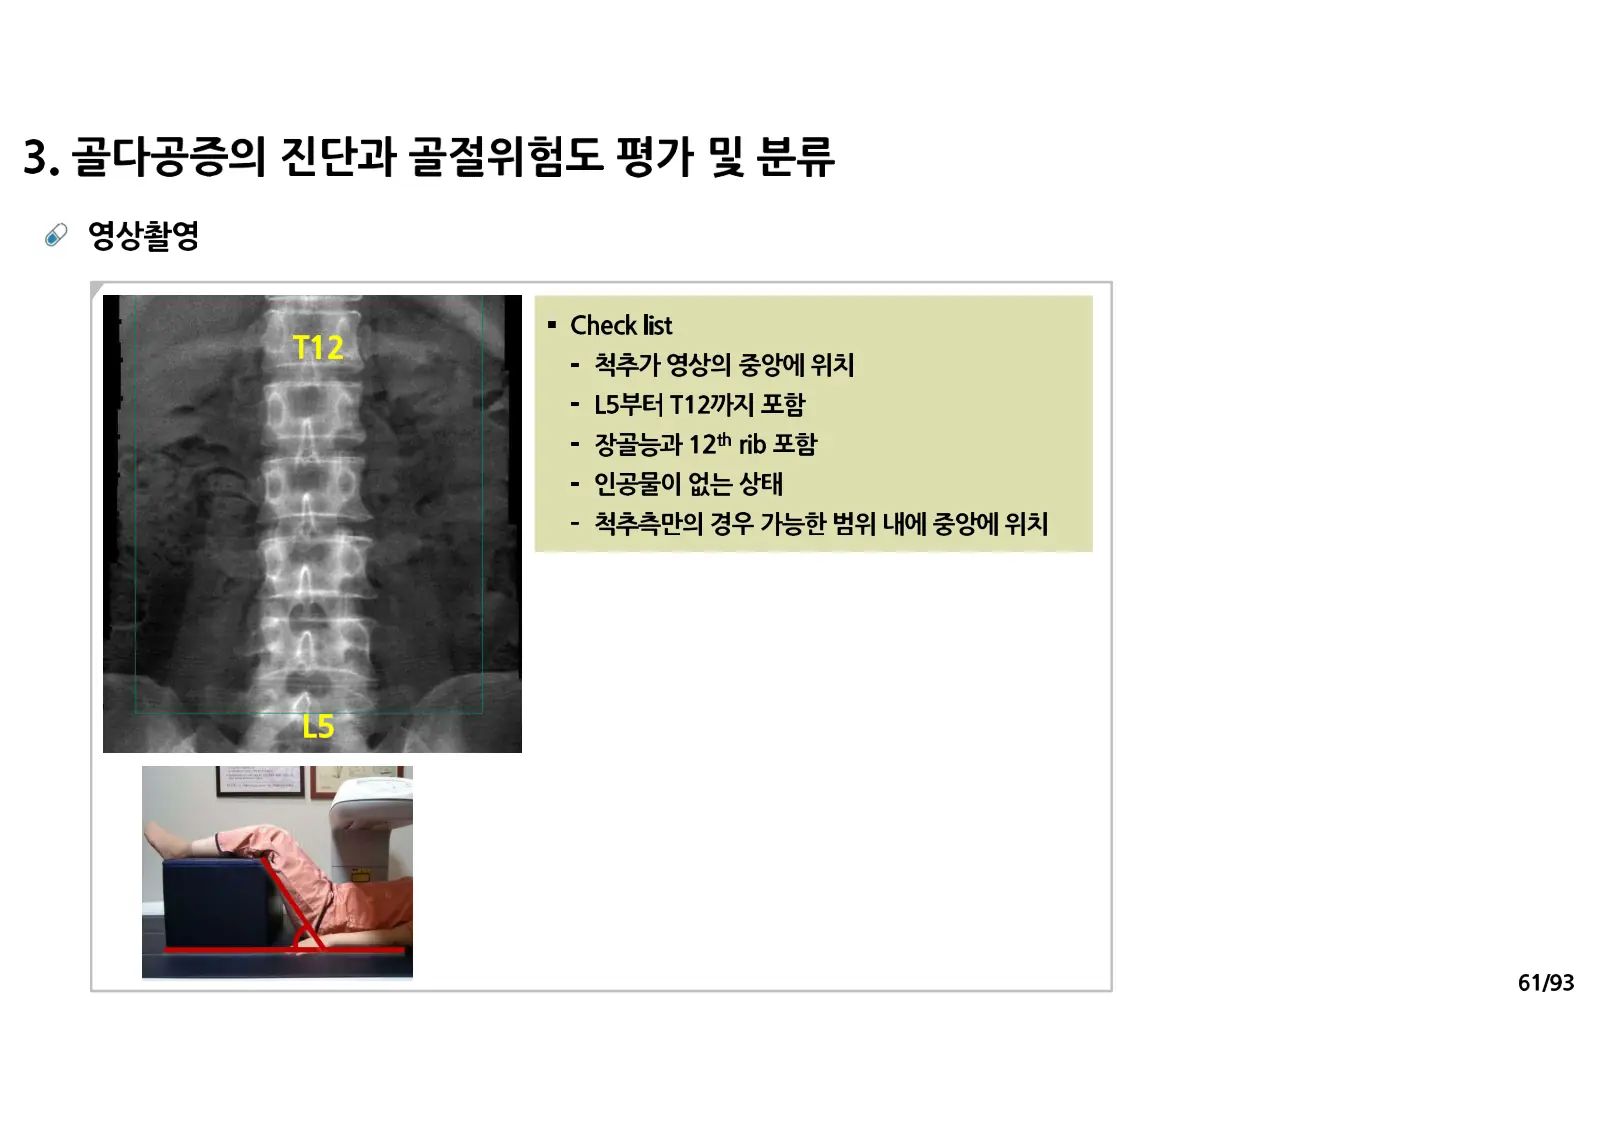 3. 골다공증의 진단과 골절위험도 평가 및 분류
영상촬영
T12
L5
▪ Check list
- 척추가 영상의 중앙에 위치
- L5부터 T12까지 포함
- 장골능과 12th rib 포함
- 인공물이 없는 상태
- 척추측만의 경우 가능한 범위 내에 중앙에 위치
61/93